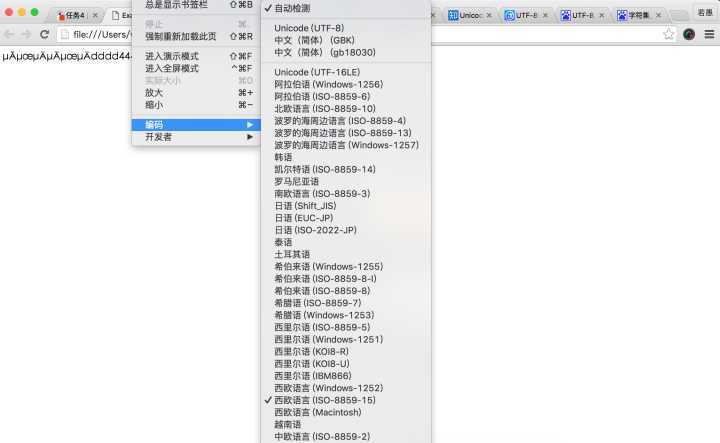 总是显示书签栏 ⇧⌘B
停止 ⌘.
强制重新加载此页 ⇧⌘R
进入演示模式 ⇧⌘F
进入全屏模式 ^⌘F
实际大小 ⌘0
放大 ⌘+
缩小 ⌘−
编码 ▶
开发者 ▶
✓ 自动检测
Unicode (UTF-8)
中文（简体） (GBK)
中文（简体） (gb18030)
Unicode (UTF-16LE)
阿拉伯语 (Windows-1256)
阿拉伯语 (ISO-8859-6)
北欧语言 (ISO-8859-10)
波罗的海周边语言 (ISO-8859-4)
波罗的海周边语言 (ISO-8859-13)
波罗的海周边语言 (Windows-1257)
韩语
凯尔特语 (ISO-8859-14)
罗马尼亚语
南欧语言 (ISO-8859-3)
日语 (Shift_JIS)
日语 (EUC-JP)
日语 (ISO-2022-JP)
泰语
土耳其语
希伯来语 (Windows-1255)
希伯来语 (ISO-8859-8-I)
希伯来语 (ISO-8859-8)
希腊语 (ISO-8859-7)
希腊语 (Windows-1253)
西里尔语 (ISO-8859-5)
西里尔语 (Windows-1251)
西里尔语 (KOI8-R)
西里尔语 (KOI8-U)
西里尔语 (IBM866)
西欧语言 (Windows-1252)
✓ 西欧语言 (ISO-8859-15)
西欧语言 (Macintosh)
越南语
中欧语言 (ISO-8859-2)
任务4
Exa
Unicod
UTF-8
UTF-8.
字符集_
若愚
file:///Users/
µÄµœµÄµÄµœµÄdddd44